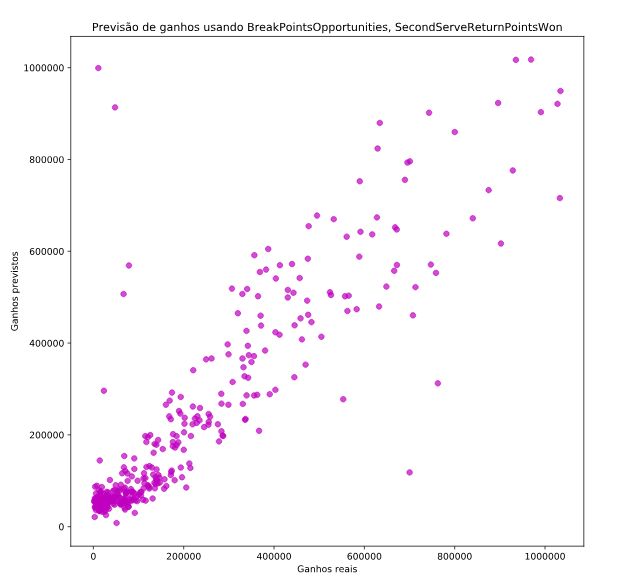 Previsão de ganhos usando BreakPointsOpportunities, SecondServeReturnPointsWon
1000000
800000
600000
400000
200000
0
Ganhos previstos
0 200000 400000 600000 800000 1000000
Ganhos reais